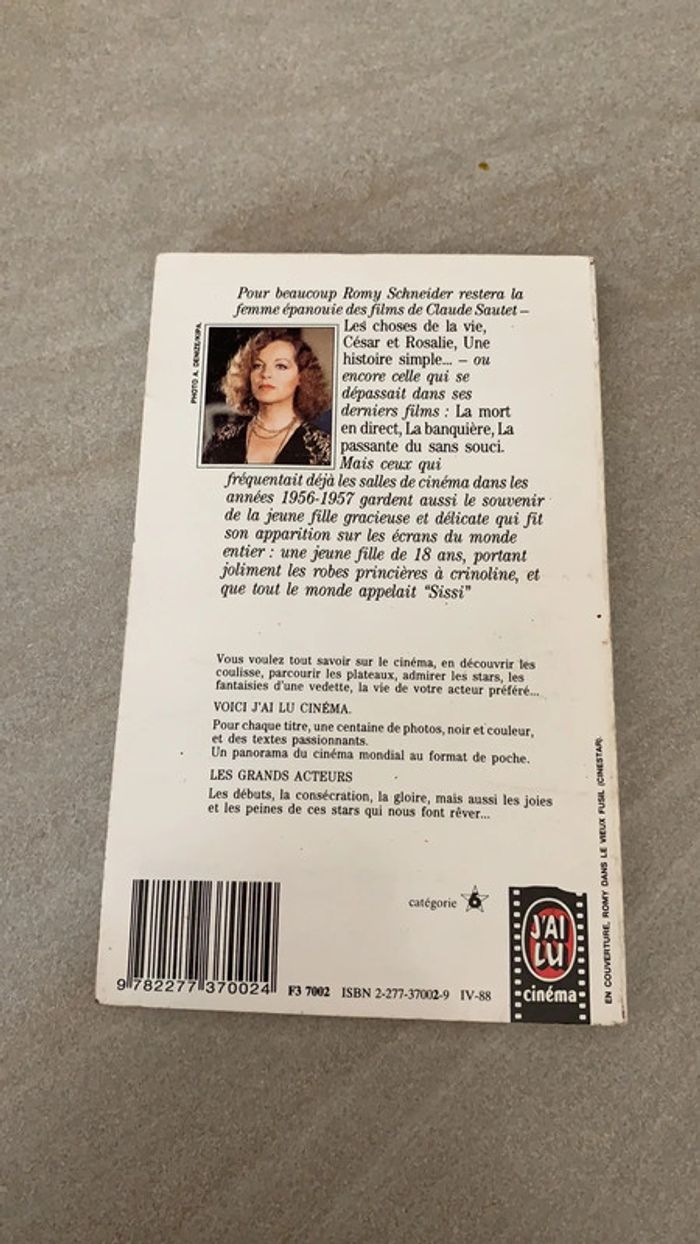 Pour beaucoup Romy Schneider restera la
femme épanouie des films de Claude Sautet –
Les choses de la vie,
César et Rosalie, Une
histoire simple... – ou
encore celle qui se
dépassait dans ses
derniers films : La mort
en direct, La banquière, La
passante du sans souci.
Mais ceux qui
fréquentait déjà les salles de cinéma dans les
années 1956-1957 gardent aussi le souvenir
de la jeune fille gracieuse et délicate qui fit
son apparition sur les écrans du monde
entier : une jeune fille de 18 ans, portant
joliment les robes princières à crinoline, et
que tout le monde appelait "Sissi"
PHOTO A. DENIZE/KIPA
Vous voulez tout savoir sur le cinéma, en découvrir les
coulisse, parcourir les plateaux, admirer les stars, les
fantaisies d'une vedette, la vie de votre acteur préféré...
VOICI J'AI LU CINÉMA.
Pour chaque titre, une centaine de photos, noir et couleur,
et des textes passionnants.
Un panorama du cinéma mondial au format de poche.
LES GRANDS ACTEURS
Les débuts, la consécration, la gloire, mais aussi les joies
et les peines de ces stars qui nous font rêver...
EN COUVERTURE, ROMY DANS LE VIEUX FUSIL (CINESTAR).
catégorie 6
J'AI
LU
cinéma
9 782277 370024
F3 7002 ISBN 2-277-37002-9 IV-88